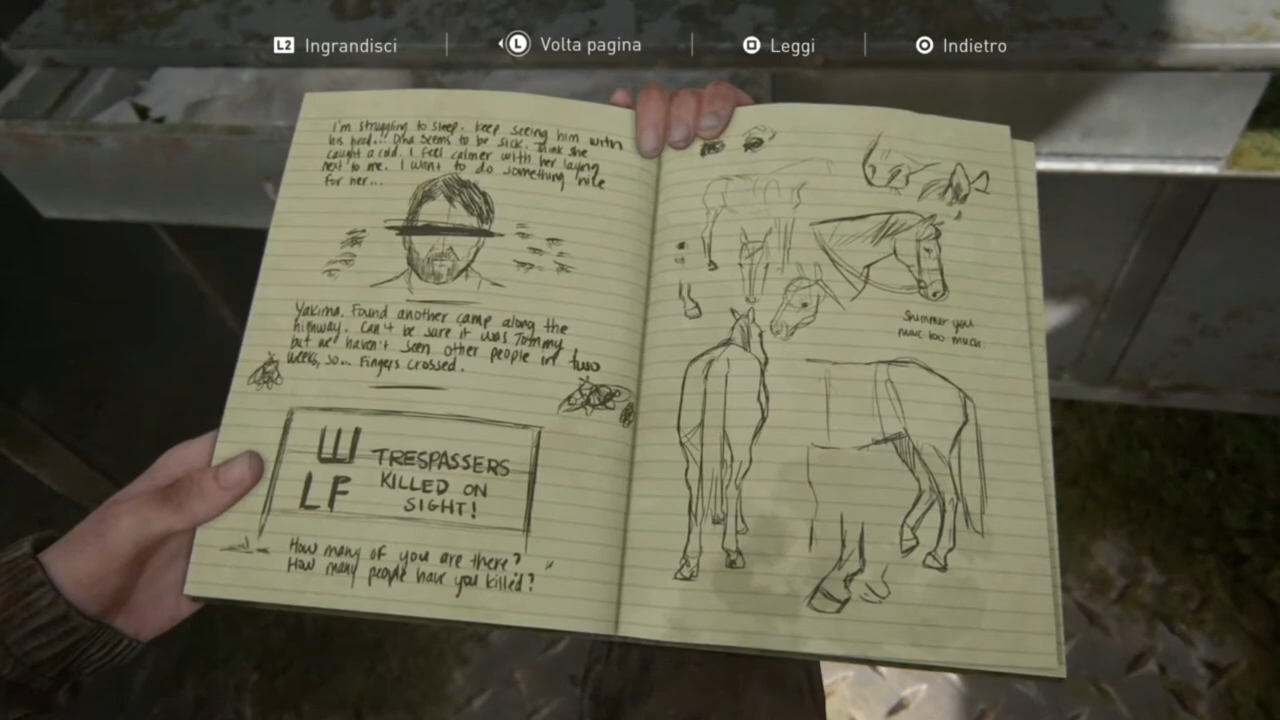 L2 Ingrandisci
L Volta pagina
Leggi
Indietro
I'm struggling to sleep. Keep seeing him with
his head... Dina seems to be sick. Think she
caught a cold. I feel calmer with her laying
next to me. I want to do something nice
for her...
Yakima. Found another camp along the
highway. Can't be sure it was Tommy
but we haven't seen other people in two
weeks, so... Fingers crossed.
W
LF
TRESPASSERS
KILLED ON
SIGHT!
How many of you are there?
How many people have you killed?
Shimmer you
move too much.